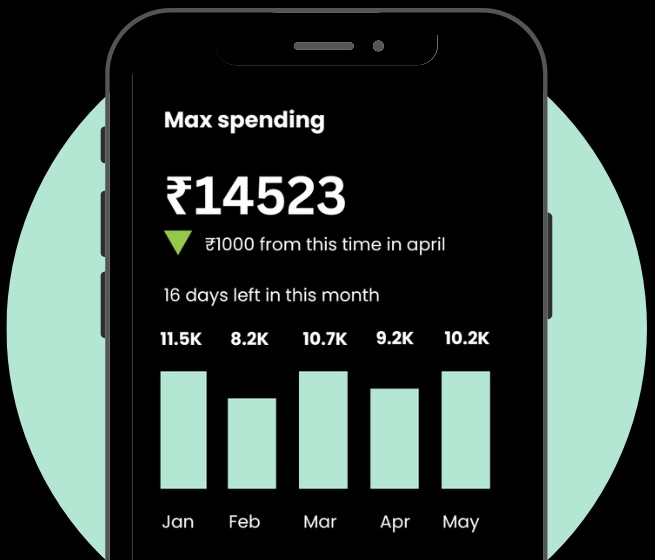 Max spending
₹14523
₹1000 from this time in april
16 days left in this month
11.5K 8.2K 10.7K 9.2K 10.2K
Jan Feb Mar Apr May